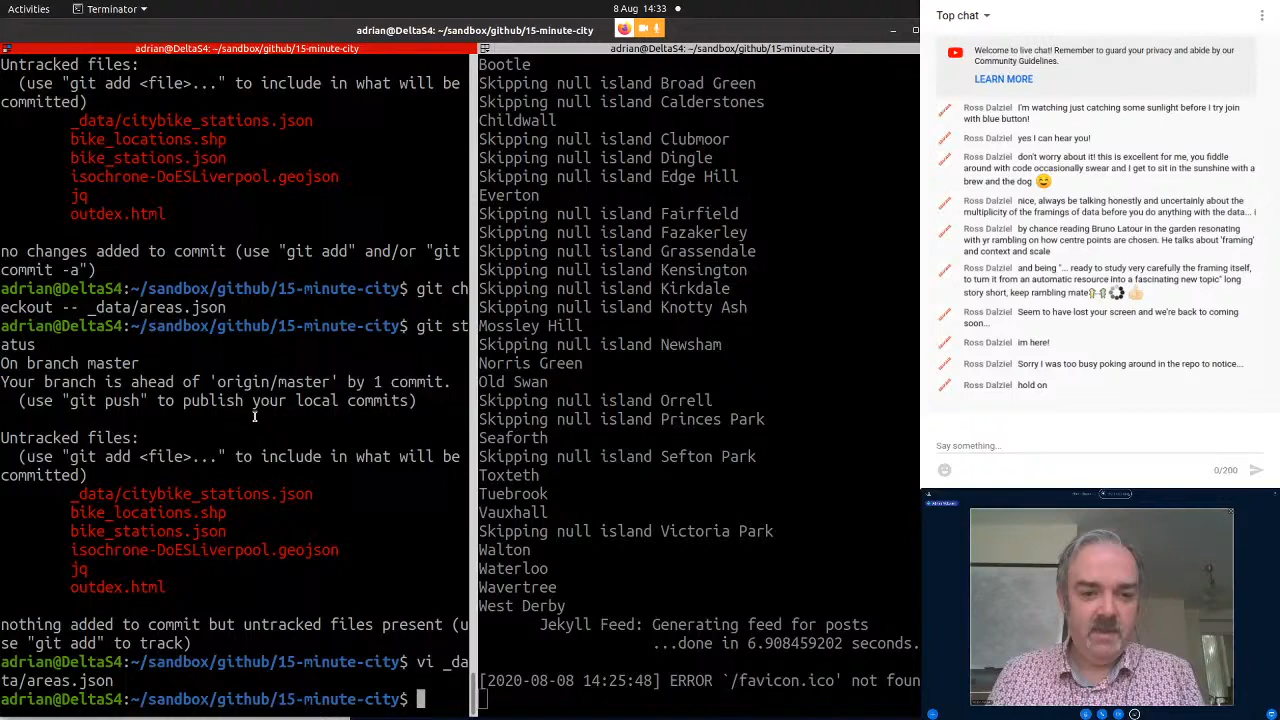 Activities
Terminator
8 Aug 14:33
adrian@DeltaS4: ~/sandbox/github/15-minute-city
adrian@DeltaS4: ~/sandbox/github/15-minute-city
adrian@DeltaS4: ~/sandbox/github/15-minute-city
Untracked files:
(use "git add <file>..." to include in what will be
committed)
_data/citybike_stations.json
bike_locations.shp
bike_stations.json
isochrone-DoESLiverpool.geojson
jq
outdex.html
no changes added to commit (use "git add" and/or "git
commit -a")
adrian@DeltaS4:~/sandbox/github/15-minute-city$ git ch
eckout -- _data/areas.json
adrian@DeltaS4:~/sandbox/github/15-minute-city$ git st
atus
On branch master
Your branch is ahead of 'origin/master' by 1 commit.
(use "git push" to publish your local commits)
Untracked files:
(use "git add <file>..." to include in what will be
committed)
_data/citybike_stations.json
bike_locations.shp
bike_stations.json
isochrone-DoESLiverpool.geojson
jq
outdex.html
nothing added to commit but untracked files present (u
se "git add" to track)
adrian@DeltaS4:~/sandbox/github/15-minute-city$ vi _da
ta/areas.json
adrian@DeltaS4:~/sandbox/github/15-minute-city$
Bootle
Skipping null island Broad Green
Skipping null island Calderstones
Childwall
Skipping null island Clubmoor
Skipping null island Dingle
Skipping null island Edge Hill
Everton
Skipping null island Fairfield
Skipping null island Fazakerley
Skipping null island Grassendale
Skipping null island Kensington
Skipping null island Kirkdale
Skipping null island Knotty Ash
Mossley Hill
Skipping null island Newsham
Norris Green
Old Swan
Skipping null island Orrell
Skipping null island Princes Park
Seaforth
Skipping null island Sefton Park
Toxteth
Tuebrook
Vauxhall
Skipping null island Victoria Park
Walton
Waterloo
Wavertree
West Derby
Jekyll Feed: Generating feed for posts
...done in 6.908459202 seconds.
[2020-08-08 14:25:48] ERROR `/favicon.ico' not foun
Top chat
Welcome to live chat! Remember to guard your privacy and abide by our
Community Guidelines.
LEARN MORE
Ross Dalziel I'm watching just catching some sunlight before I try join
with blue button!
Ross Dalziel yes I can hear you!
Ross Dalziel don't worry about it! this is excellent for me, you fiddle
around with code occasionally swear and I get to sit in the sunshine with a
brew and the dog 😊
Ross Dalziel nice, always be talking honestly and uncertainly about the
multiplicity of the framings of data before you do anything with the data... (
Ross Dalziel by chance reading Bruno Latour in the garden resonating
with yr rambling on how centre points are chosen. He talks about 'framing'
and context and scale
Ross Dalziel and being "... ready to study very carefully the framing itself,
to turn it from an automatic resource into a fascinating new topic" long
story short, keep rambling mate
Ross Dalziel Seem to have lost your screen and we're back to coming
soon...
Ross Dalziel im here!
Ross Dalziel Sorry I was too busy poking around in the repo to notice...
Ross Dalziel hold on
Say something...
0/200